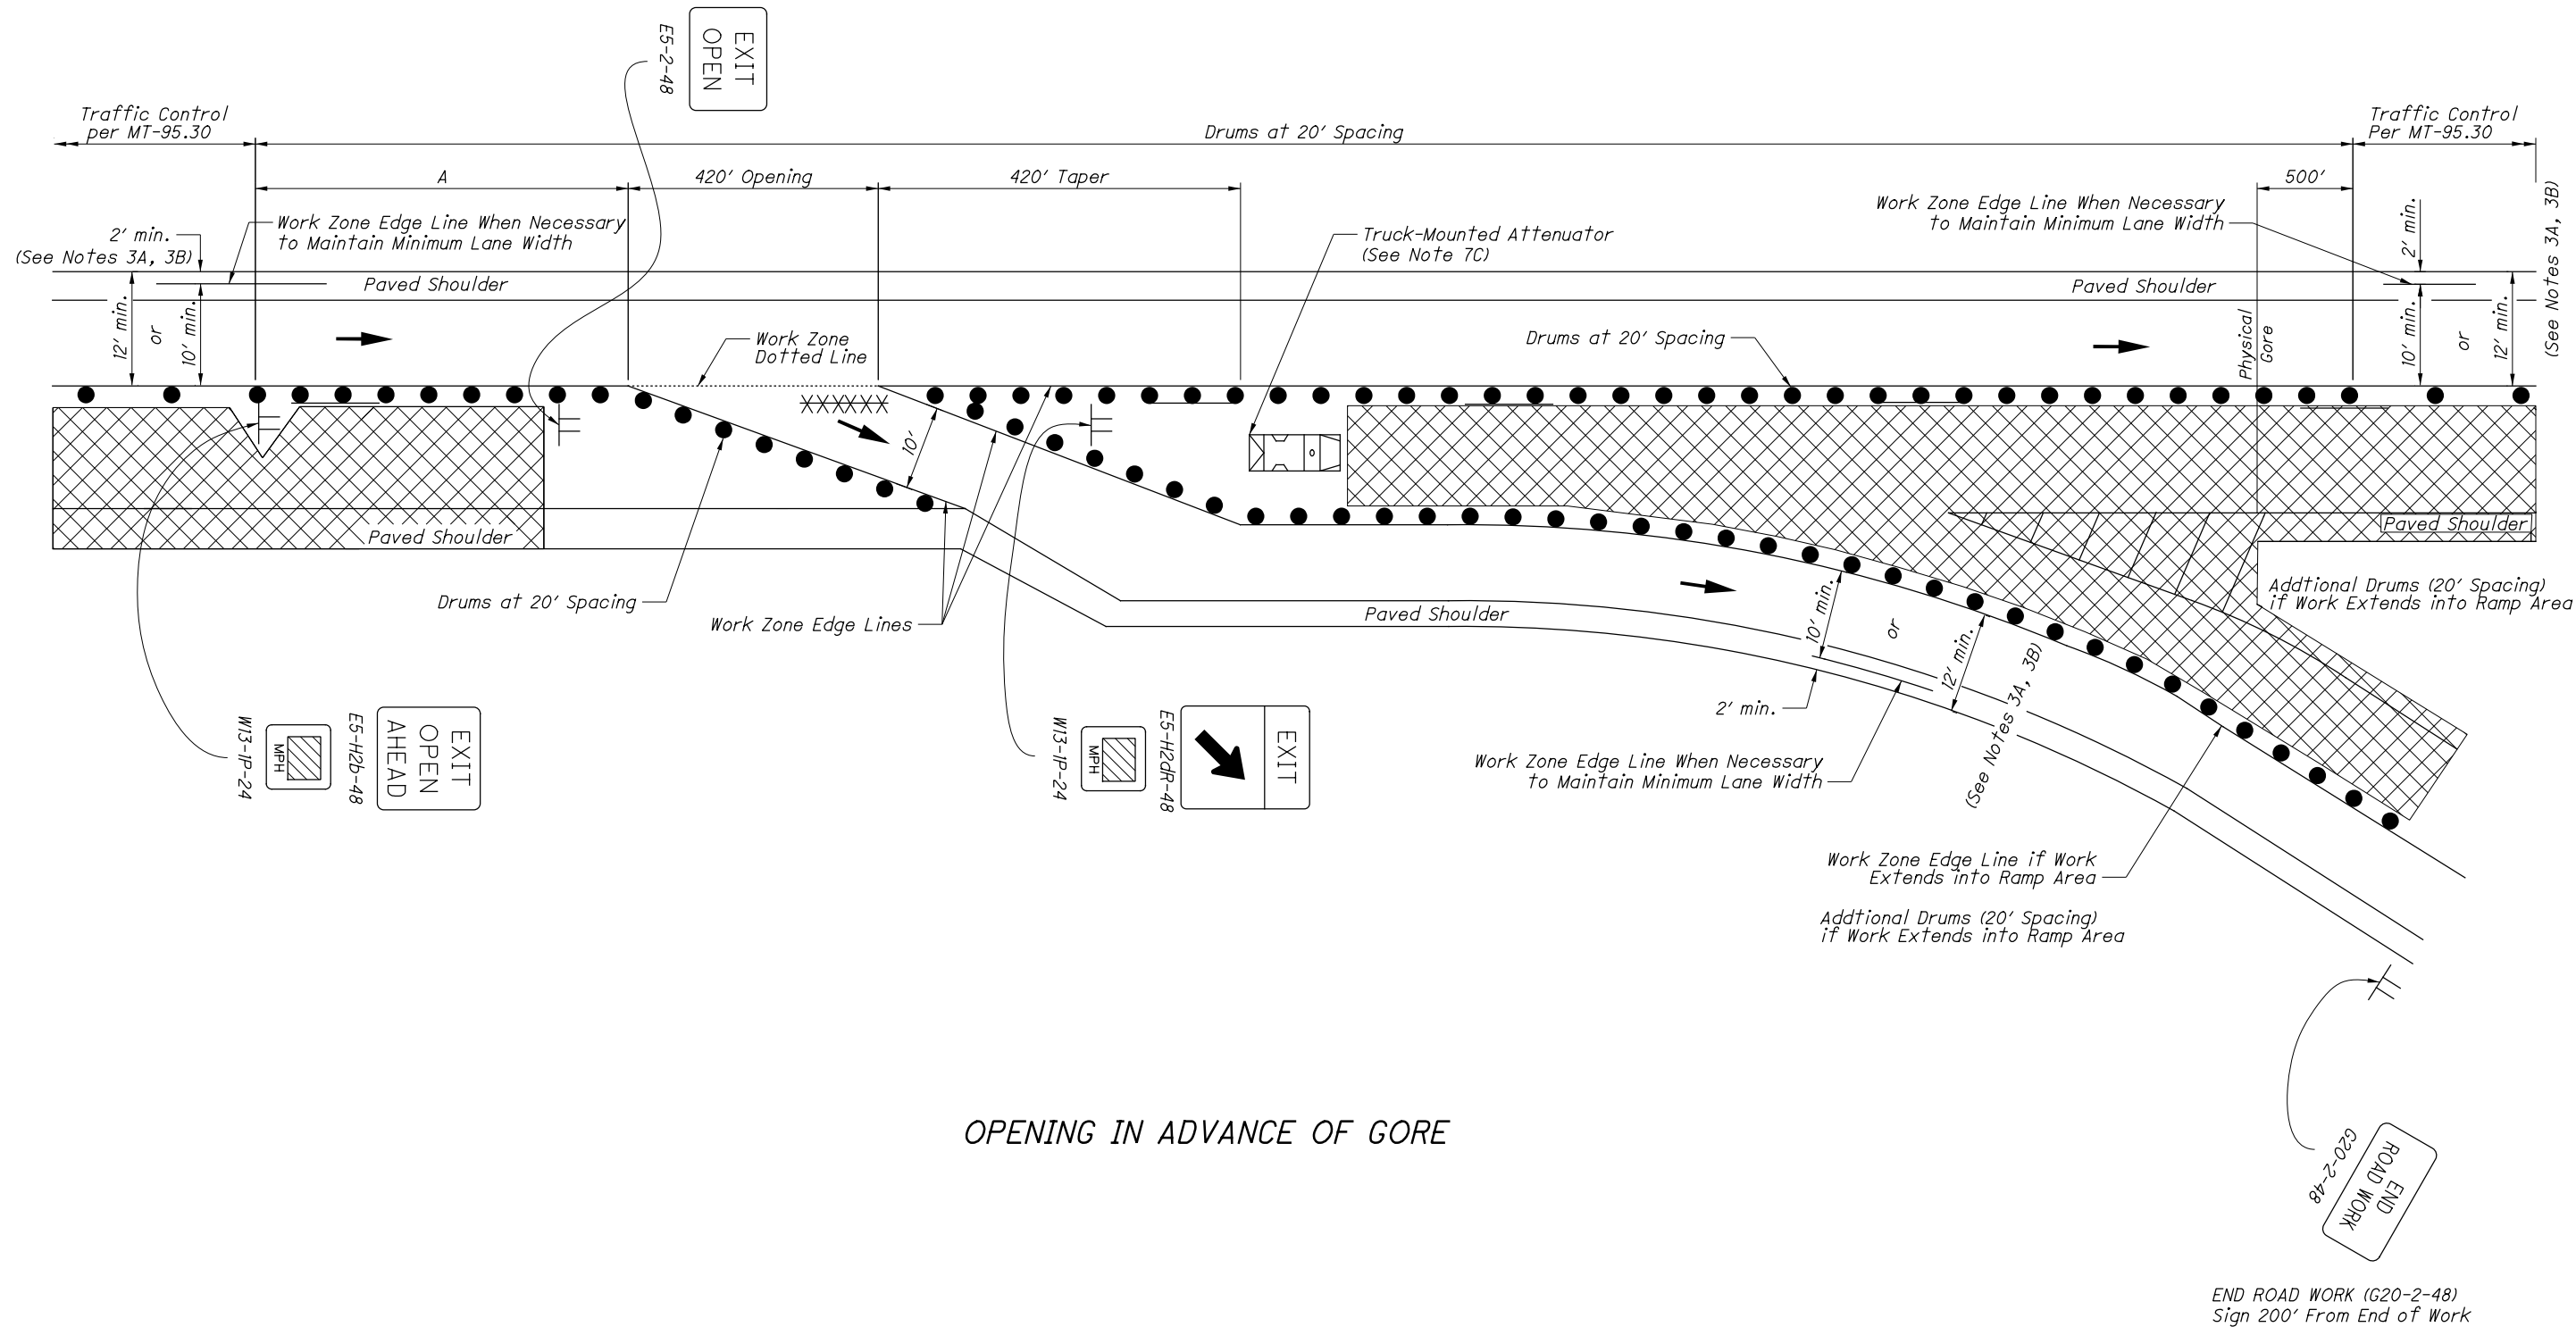 EXIT
OPEN
E5-2-48
Traffic Control
per MT-95.30
Drums at 20' Spacing
Traffic Control
Per MT-95.30
A
420' Opening
420' Taper
500'
2' min.
(See Notes 3A, 3B)
Work Zone Edge Line When Necessary
to Maintain Minimum Lane Width
Truck-Mounted Attenuator
(See Note 7C)
Work Zone Edge Line When Necessary
to Maintain Minimum Lane Width
2' min.
(See Notes 3A, 3B)
Paved Shoulder
Paved Shoulder
12' min.
or
10' min.
Work Zone
Dotted Line
Drums at 20' Spacing
Physical
Gore
10' min.
or
12' min.
10'
Paved Shoulder
Paved Shoulder
Drums at 20' Spacing
Work Zone Edge Lines
Paved Shoulder
Addtional Drums (20' Spacing)
if Work Extends into Ramp Area
10' min.
or
12' min.
(See Notes 3A, 3B)
2' min.
W13-1P-24
MPH
E5-H2b-48
EXIT
OPEN
AHEAD
W13-1P-24
MPH
E5-H2dR-48
EXIT
Work Zone Edge Line When Necessary
to Maintain Minimum Lane Width
Work Zone Edge Line if Work
Extends into Ramp Area
Addtional Drums (20' Spacing)
if Work Extends into Ramp Area
OPENING IN ADVANCE OF GORE
G20-2-48
END
ROAD WORK
END ROAD WORK (G20-2-48)
Sign 200' From End of Work